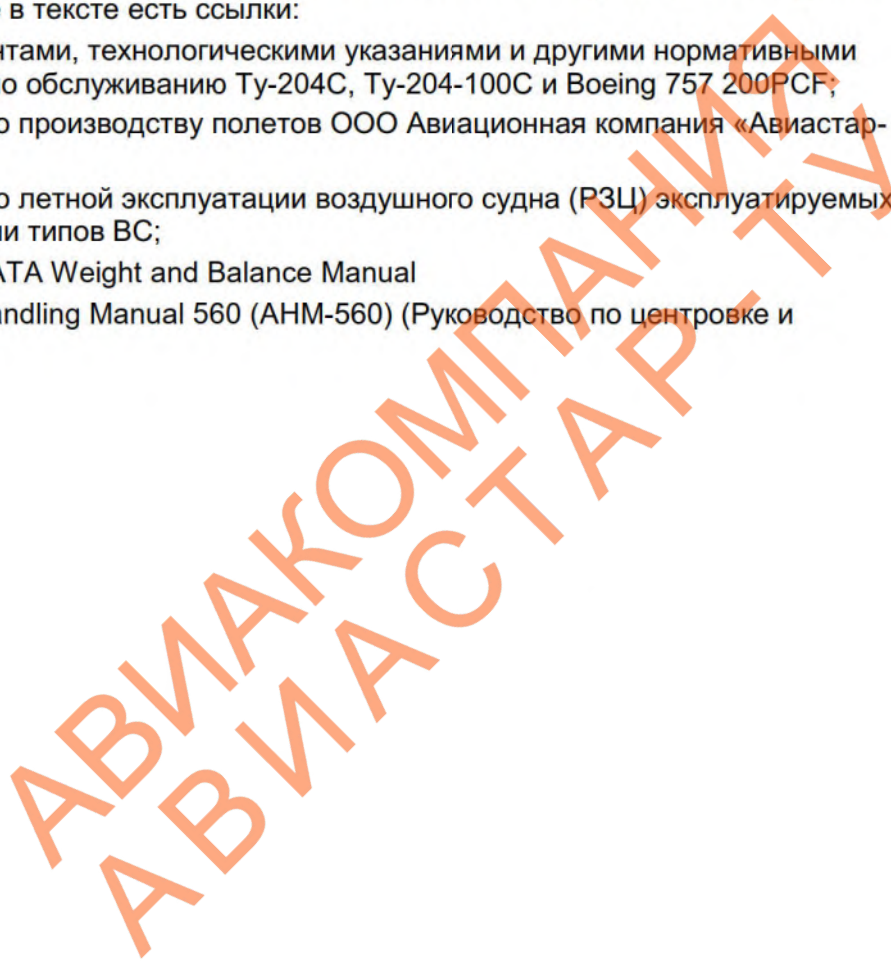 в тексте есть ссылки:
нтами, технологическими указаниями и другими нормативными
о обслуживанию Ту-204С, Ту-204-100С и Boeing 757 200PCF;
о производству полетов ООО Авиационная компания «Авиастар-
о летной эксплуатации воздушного судна (РЗЦ) эксплуатируемых
ии типов ВС;
ATA Weight and Balance Manual
andling Manual 560 (AHM-560) (Руководство по центровке и
АВИАКОМПАНИЯ
АВИАСТАР-ТУ